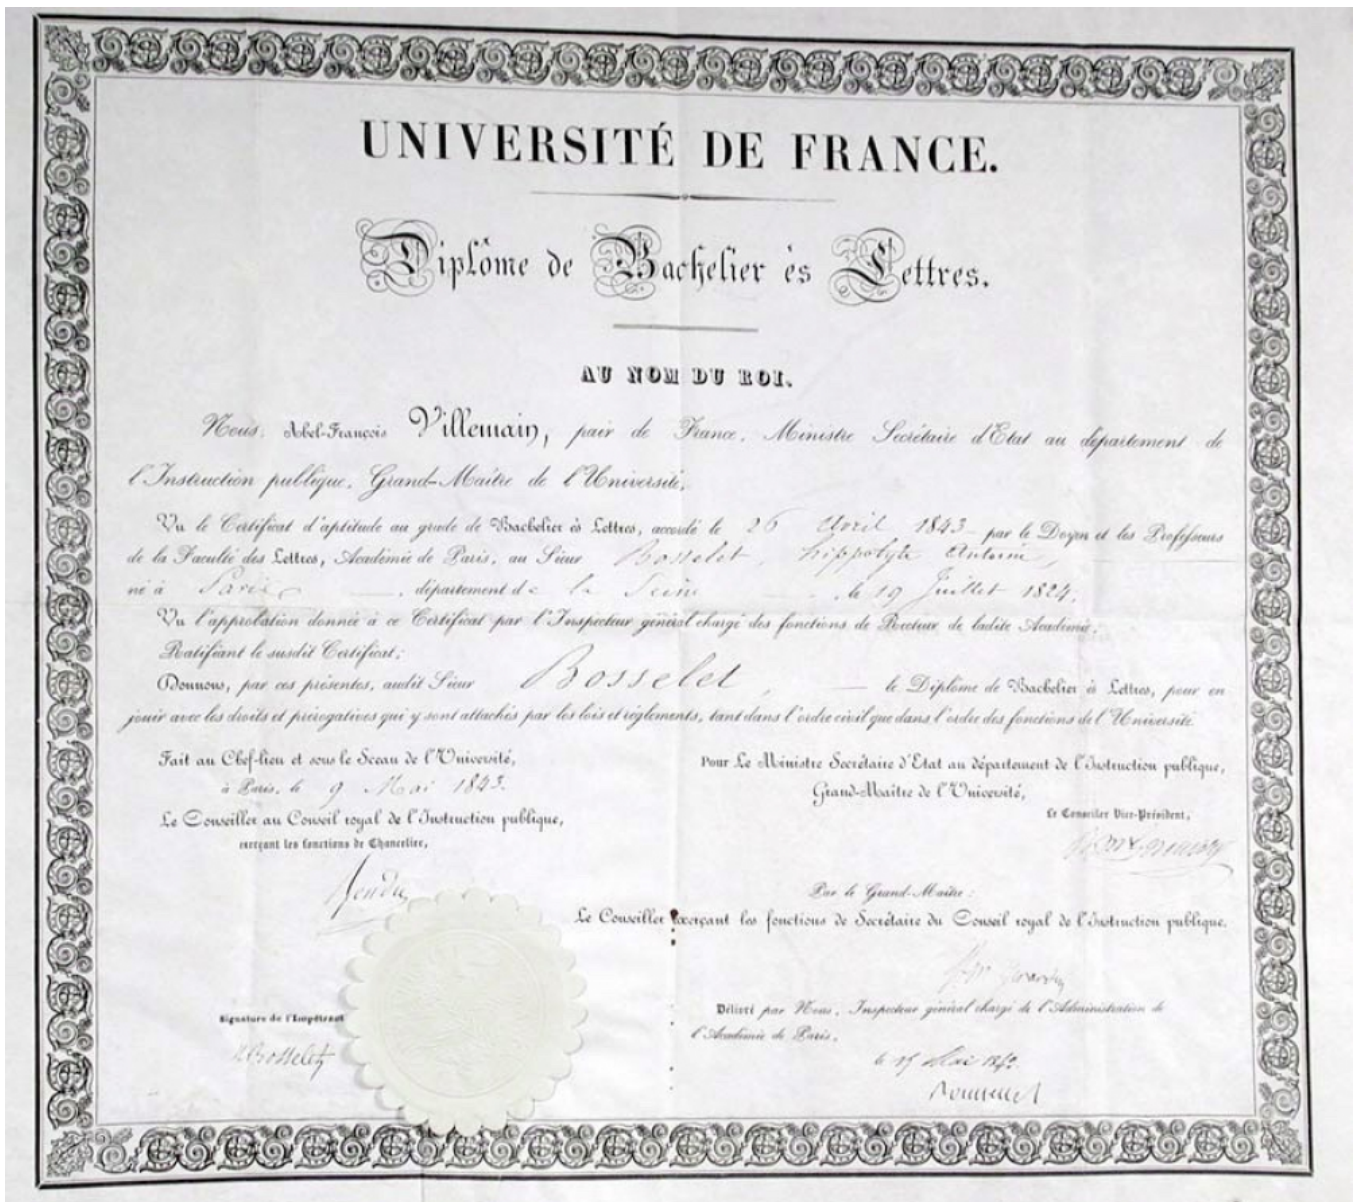 UNIVERSITÉ DE FRANCE.
Diplôme de Bachelier ès Lettres.
AU NOM DU ROI.
Nous, Abel-François Villemain, pair de France, Ministre Secrétaire d'Etat au département de
l'Instruction publique, Grand-Maître de l'Université,
Vu le Certificat d'aptitude au grade de Bachelier ès Lettres, accordé le 26 Avril 1843 par le Doyen et les Professeurs
de la Faculté des Lettres, Académie de Paris, au Sieur Bosselet, hippolyte Antoine,
né à Paris, département de la Seine le 19 Juillet 1824;
Vu l'approbation donnée à ce Certificat par l'Inspecteur général chargé des fonctions de Recteur de ladite Académie;
Ratifiant le susdit Certificat;
Donnons, par ces présentes, audit Sieur Bosselet, le Diplôme de Bachelier ès Lettres, pour en
jouir avec les droits et prérogatives qui y sont attachés par les lois et règlements, tant dans l'ordre civil que dans l'ordre des fonctions de l'Université.
Fait au Chef-lieu et sous le Sceau de l'Université,
à Paris, le 9 Mai 1843.
Le Conseiller au Conseil royal de l'Instruction publique,
exerçant les fonctions de Chancelier,
Rendu
Pour Le Ministre Secrétaire d'Etat au département de l'Instruction publique,
Grand-Maître de l'Université,
Le Conseiller Vice-Président,
Par le Grand-Maître :
Le Conseiller exerçant les fonctions de Secrétaire du Conseil royal de l'Instruction publique.
Signature de l'Impétrant
H. Bosselet
Délivré par Nous, Inspecteur général chargé de l'Administration de
l'Académie de Paris,
Mai 1843